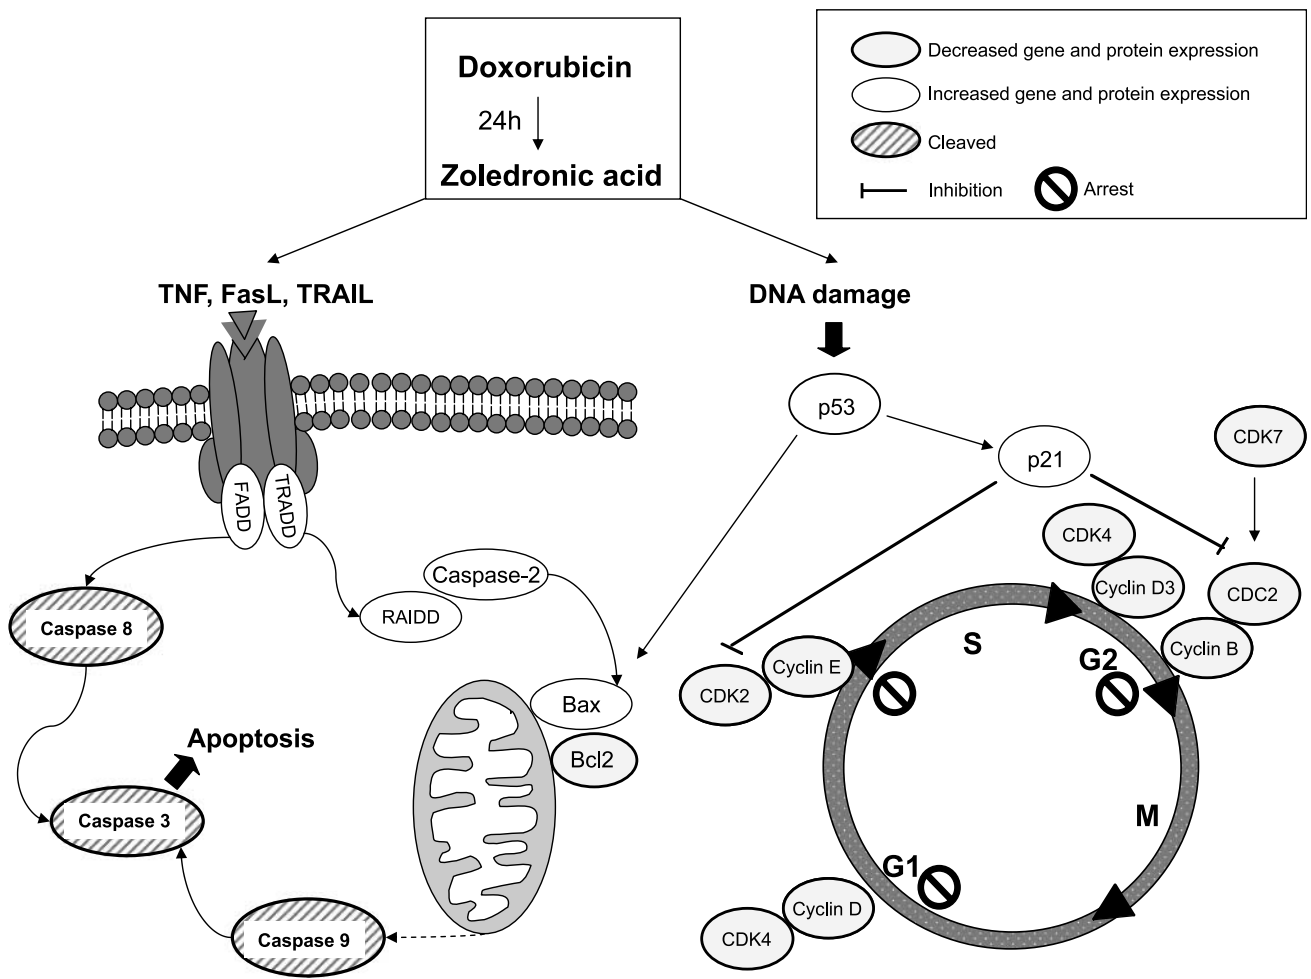 Doxorubicin
24h
Zoledronic acid
Decreased gene and protein expression
Increased gene and protein expression
Cleaved
Inhibition
Arrest
TNF, FasL, TRAIL
DNA damage
p53
p21
CDK7
FADD
TRADD
CDK4
Caspase-2
Cyclin D3
CDC2
RAIDD
Caspase 8
S
G2
Cyclin B
Cyclin E
CDK2
Bax
Apoptosis
Bcl2
Caspase 3
M
G1
Cyclin D
CDK4
Caspase 9